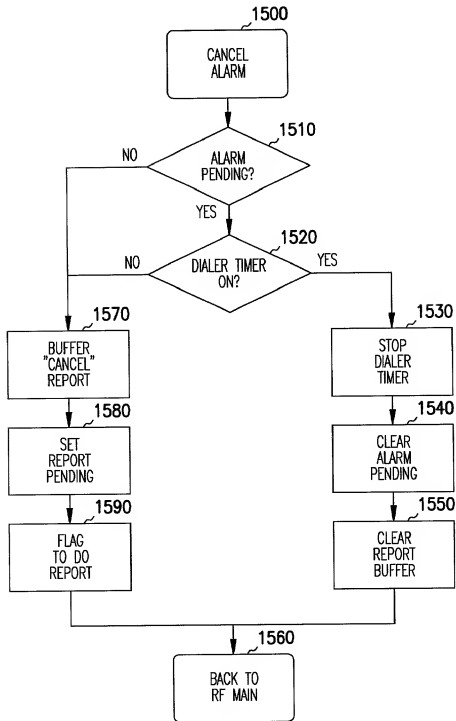 1500
CANCEL
ALARM
1510
NO
ALARM
PENDING?
YES
1520
NO
DIALER TIMER
ON?
YES
1570
BUFFER
"CANCEL"
REPORT
1530
STOP
DIALER
TIMER
1580
SET
REPORT
PENDING
1540
CLEAR
ALARM
PENDING
1590
FLAG
TO DO
REPORT
1550
CLEAR
REPORT
BUFFER
1560
BACK TO
RF MAIN